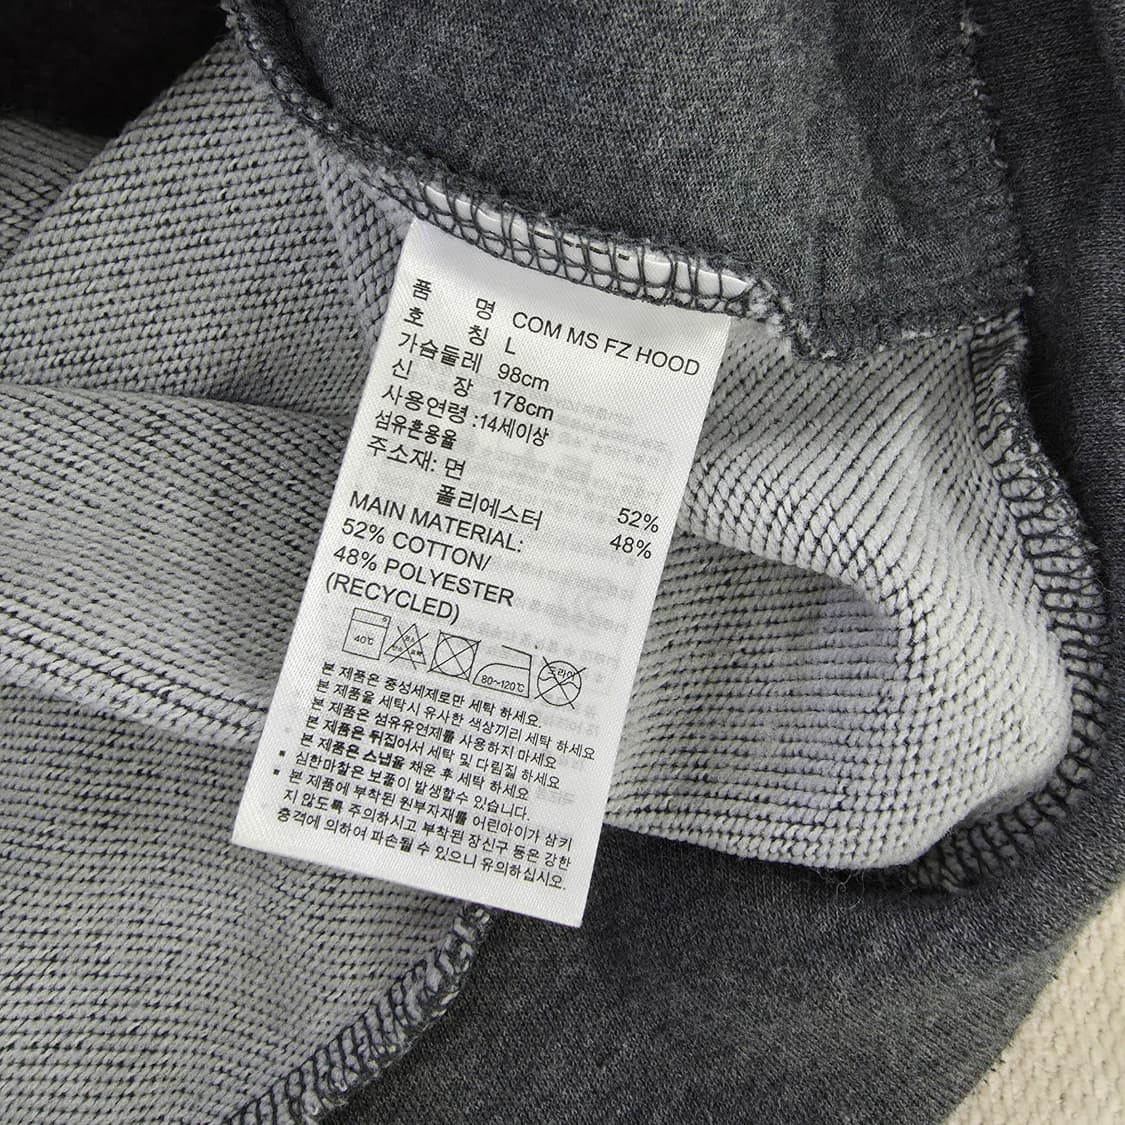 품 명 COM MS FZ HOOD
호 칭 L
가슴둘레 98cm
신 장 178cm
사용연령 :14세이상
섬유혼용율
주소재: 면 52%
폴리에스터 48%
MAIN MATERIAL:
52% COTTON/
48% POLYESTER
(RECYCLED)
40℃ 80~120℃ 드라이
본 제품은 중성세제로만 세탁 하세요.
본 제품을 세탁시 유사한 색상끼리 세탁 하세요
본 제품은 섬유유연제를 사용하지 마세요
본 제품은 뒤집어서 세탁 및 다림질 하세요
본 제품은 스냅을 채운 후 세탁 하세요
▪ 심한마찰은 보풀이 발생할수 있습니다.
▪ 본 제품에 부착된 원부자재를 어린아이가 삼키
지 않도록 주의하시고 부착된 장신구 등은 강한
충격에 의하여 파손될 수 있으니 유의하십시오.